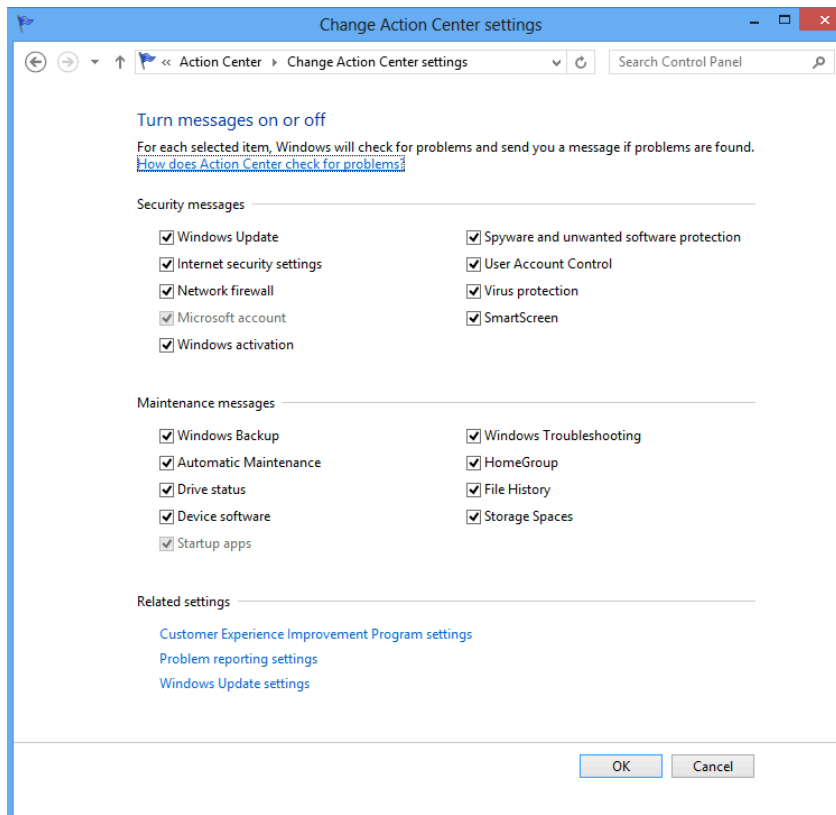 Change Action Center settings
« Action Center Change Action Center settings
Search Control Panel
Turn messages on or off
For each selected item, Windows will check for problems and send you a message if problems are found.
How does Action Center check for problems?
Security messages
Windows Update
Internet security settings
Network firewall
Microsoft account
Windows activation
Spyware and unwanted software protection
User Account Control
Virus protection
SmartScreen
Maintenance messages
Windows Backup
Automatic Maintenance
Drive status
Device software
Startup apps
Windows Troubleshooting
HomeGroup
File History
Storage Spaces
Related settings
Customer Experience Improvement Program settings
Problem reporting settings
Windows Update settings
OK
Cancel